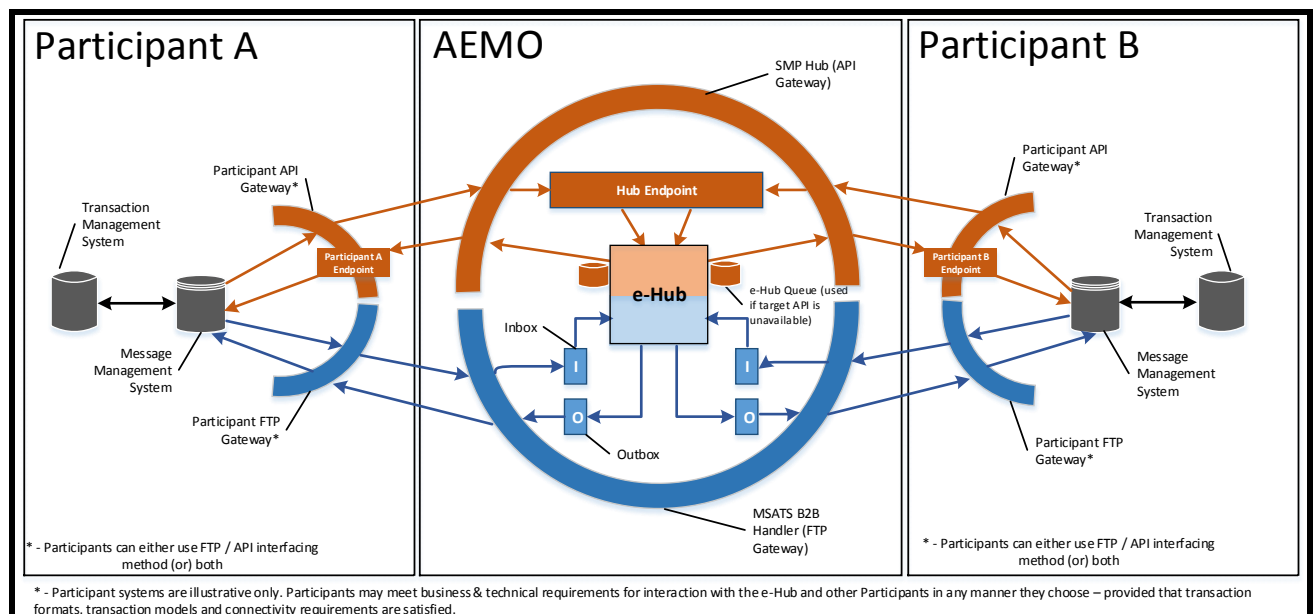 Participant A
AEMO
Participant B
SMP Hub (API
Gateway)
Participant API
Gateway*
Participant API
Gateway*
Hub Endpoint
Transaction
Management
System
Transaction
Management
System
Participant A
Endpoint
Participant B
Endpoint
e-Hub
e-Hub Queue (used
if target API is
unavailable)
Inbox
I
I
Message
Management
System
Message
Management
System
O
O
Participant FTP
Gateway*
Participant FTP
Gateway*
Outbox
MSATS B2B
Handler (FTP
Gateway)
* - Participants can either use FTP / API interfacing
method (or) both
* - Participants can either use FTP / API interfacing
method (or) both
* - Participant systems are illustrative only. Participants may meet business & technical requirements for interaction with the e-Hub and other Participants in any manner they choose – provided that transaction
formats, transaction models and connectivity requirements are satisfied.